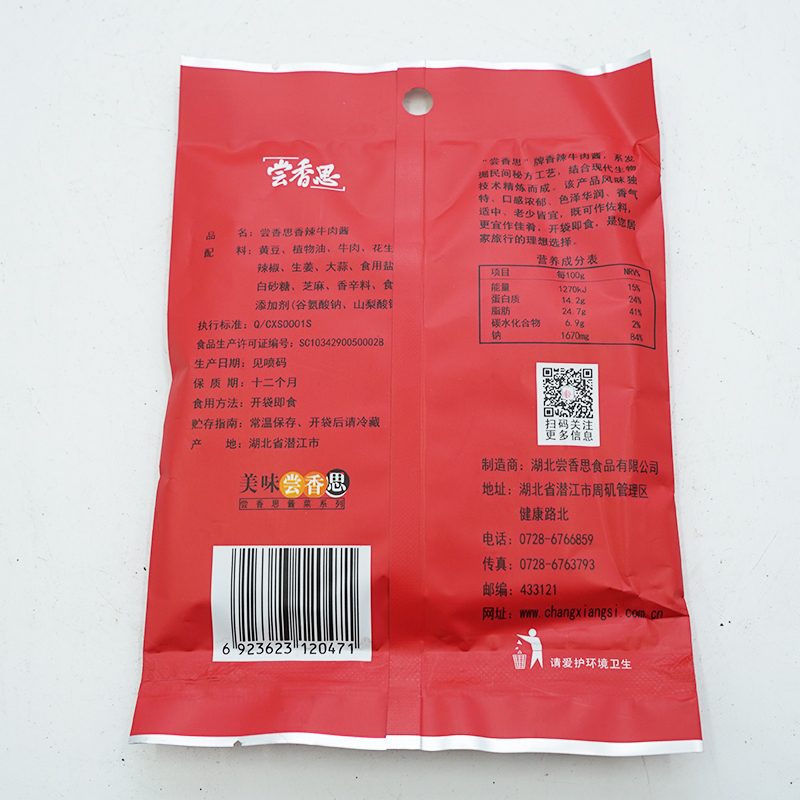 尝香思
品 名：尝香思香辣牛肉酱
配 料：黄豆、植物油、牛肉、花生
辣椒、生姜、大蒜、食用盐
白砂糖、芝麻、香辛料、食
添加剂(谷氨酸钠、山梨酸钾
执行标准：Q/CXS0001S
食品生产许可证编号：SC10342900500028
生产日期：见喷码
保 质 期：十二个月
食用方法：开袋即食
贮存指南：常温保存、开袋后请冷藏
产 地：湖北省潜江市
美味尝香思
尝香思酱菜系列
6 923623 120471
“尝香思”牌香辣牛肉酱，系发
掘民间秘方工艺，结合现代生物
技术精炼而成。该产品风味独
特、口感浓郁、色泽华润、香气
适中、老少皆宜，既可作佐料，
更宜作佳肴，开袋即食，是您居
家旅行的理想选择。
营养成分表
项目 每100g NRV%
能量 1270kJ 15%
蛋白质 14.2g 24%
脂肪 24.7g 41%
碳水化合物 6.9g 2%
钠 1670mg 84%
扫码关注
更多信息
制造商：湖北尝香思食品有限公司
地址：湖北省潜江市周矶管理区
健康路北
电话：0728-6766859
传真：0728-6763793
邮编：433121
网址：www.changxiangsi.com.cn
请爱护环境卫生